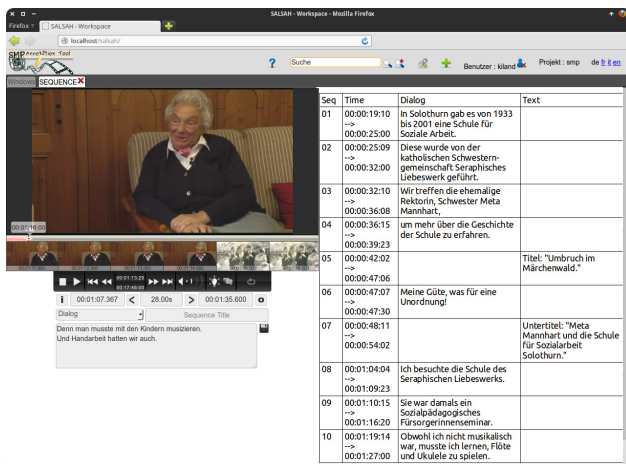 SALSAH - Workspace - Mozilla Firefox
Firefox
SALSAH - Workspace
localhost/salsah/
?
Suche
Benutzer : kiland
Projekt : smp
de fr it en
Windows
SEQUENCE
00:01:16:00
00:01:13:26
00:17:46:00
i
00:01:07.367
<
28.00s
>
00:01:35.600
o
Dialog
Sequence Title
Denn man musste mit den Kindern musizieren.
Und Handarbeit hatten wir auch.
Seq Time Dialog Text
01 00:00:19:10 In Solothurn gab es von 1933
--> bis 2001 eine Schule für
00:00:25:00 Soziale Arbeit.
02 00:00:25:09 Diese wurde von der
--> katholischen Schwestern-
00:00:32:00 gemeinschaft Seraphisches
Liebeswerk geführt.
03 00:00:32:10 Wir treffen die ehemalige
--> Rektorin, Schwester Meta
00:00:36:08 Mannhart,
04 00:00:36:15 um mehr über die Geschichte
--> der Schule zu erfahren.
00:00:39:23
05 00:00:42:02 Titel: "Umbruch im
--> Märchenwald."
00:00:47:06
06 00:00:47:07 Meine Güte, was für eine
--> Unordnung!
00:00:47:30
07 00:00:48:11 Untertitel: "Meta
--> Mannhart und die Schule
00:00:54:02 für Sozialarbeit
Solothurn."
08 00:01:04:04 Ich besuchte die Schule des
--> Seraphischen Liebeswerks.
00:01:09:23
09 00:01:10:15 Sie war damals ein
--> Sozialpädagogisches
00:01:16:20 Fürsorgerinnenseminar.
10 00:01:19:14 Obwohl ich nicht musikalisch
--> war, musste ich lernen, Flöte
00:01:27:00 und Ukulele zu spielen.